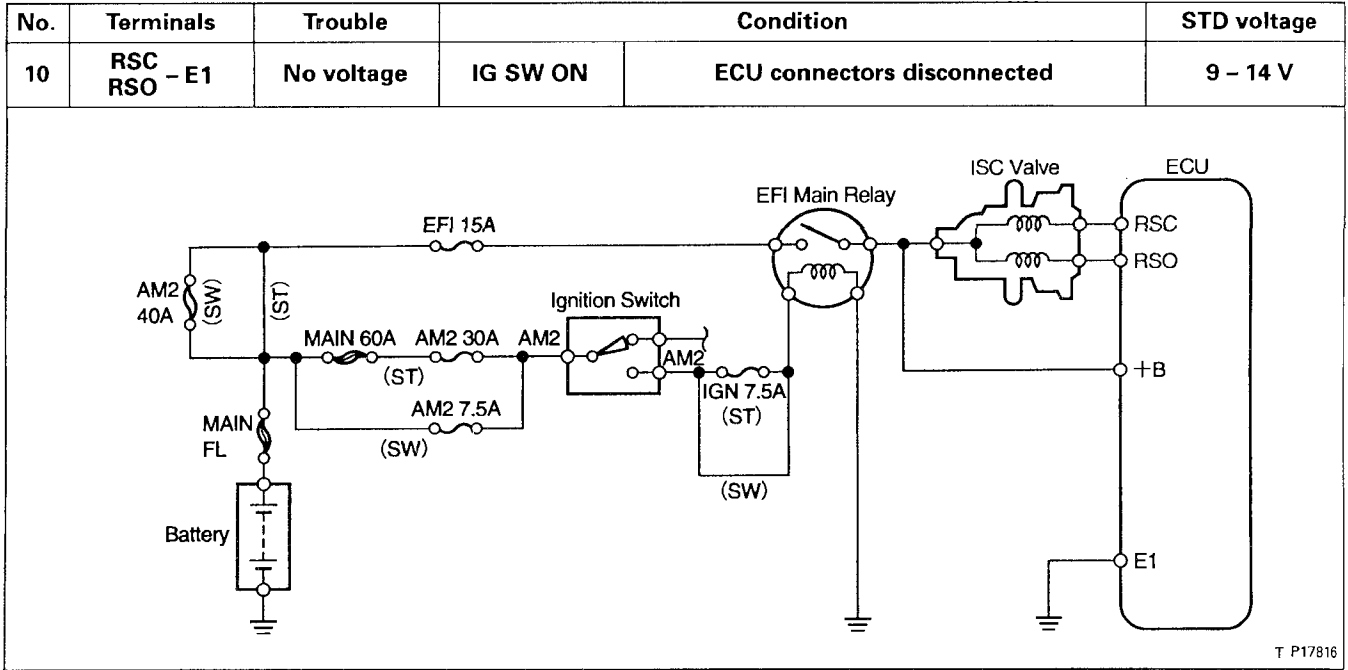 No. Terminals Trouble Condition STD voltage
10 RSC RSO – E1 No voltage IG SW ON ECU connectors disconnected 9 – 14 V
ISC Valve
ECU
EFI Main Relay
EFI 15A
RSC
RSO
AM2 40A
(SW)
(ST)
Ignition Switch
MAIN 60A
AM2 30A
AM2
(ST)
AM2
IGN 7.5A
(ST)
+B
AM2 7.5A
(SW)
MAIN FL
(SW)
Battery
E1
T P17816